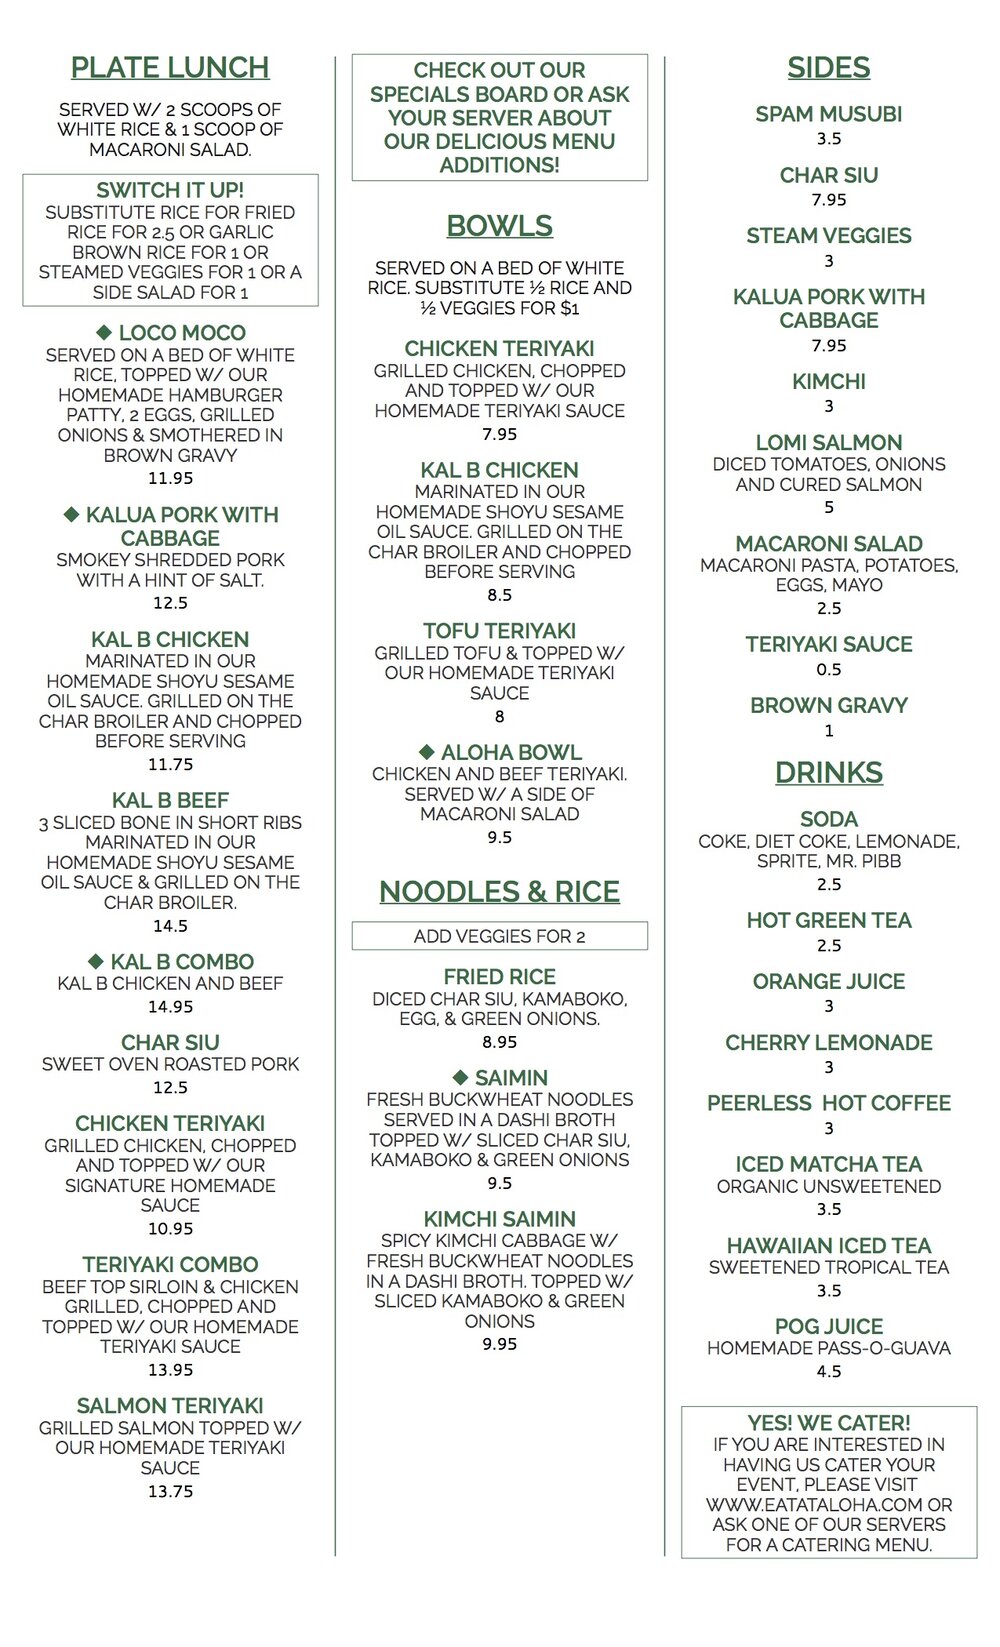 PLATE LUNCH
SERVED W/ 2 SCOOPS OF
WHITE RICE & 1 SCOOP OF
MACARONI SALAD.
SWITCH IT UP!
SUBSTITUTE RICE FOR FRIED
RICE FOR 2.5 OR GARLIC
BROWN RICE FOR 1 OR
STEAMED VEGGIES FOR 1 OR A
SIDE SALAD FOR 1
◆ LOCO MOCO
SERVED ON A BED OF WHITE
RICE, TOPPED W/ OUR
HOMEMADE HAMBURGER
PATTY, 2 EGGS, GRILLED
ONIONS & SMOTHERED IN
BROWN GRAVY
11.95
◆ KALUA PORK WITH
CABBAGE
SMOKEY SHREDDED PORK
WITH A HINT OF SALT.
12.5
KAL B CHICKEN
MARINATED IN OUR
HOMEMADE SHOYU SESAME
OIL SAUCE. GRILLED ON THE
CHAR BROILER AND CHOPPED
BEFORE SERVING
11.75
KAL B BEEF
3 SLICED BONE IN SHORT RIBS
MARINATED IN OUR
HOMEMADE SHOYU SESAME
OIL SAUCE & GRILLED ON THE
CHAR BROILER.
14.5
◆ KAL B COMBO
KAL B CHICKEN AND BEEF
14.95
CHAR SIU
SWEET OVEN ROASTED PORK
12.5
CHICKEN TERIYAKI
GRILLED CHICKEN, CHOPPED
AND TOPPED W/ OUR
SIGNATURE HOMEMADE
SAUCE
10.95
TERIYAKI COMBO
BEEF TOP SIRLOIN & CHICKEN
GRILLED, CHOPPED AND
TOPPED W/ OUR HOMEMADE
TERIYAKI SAUCE
13.95
SALMON TERIYAKI
GRILLED SALMON TOPPED W/
OUR HOMEMADE TERIYAKI
SAUCE
13.75
CHECK OUT OUR
SPECIALS BOARD OR ASK
YOUR SERVER ABOUT
OUR DELICIOUS MENU
ADDITIONS!
BOWLS
SERVED ON A BED OF WHITE
RICE. SUBSTITUTE ½ RICE AND
½ VEGGIES FOR $1
CHICKEN TERIYAKI
GRILLED CHICKEN, CHOPPED
AND TOPPED W/ OUR
HOMEMADE TERIYAKI SAUCE
7.95
KAL B CHICKEN
MARINATED IN OUR
HOMEMADE SHOYU SESAME
OIL SAUCE. GRILLED ON THE
CHAR BROILER AND CHOPPED
BEFORE SERVING
8.5
TOFU TERIYAKI
GRILLED TOFU & TOPPED W/
OUR HOMEMADE TERIYAKI
SAUCE
8
◆ ALOHA BOWL
CHICKEN AND BEEF TERIYAKI.
SERVED W/ A SIDE OF
MACARONI SALAD
9.5
NOODLES & RICE
ADD VEGGIES FOR 2
FRIED RICE
DICED CHAR SIU, KAMABOKO,
EGG, & GREEN ONIONS.
8.95
◆ SAIMIN
FRESH BUCKWHEAT NOODLES
SERVED IN A DASHI BROTH
TOPPED W/ SLICED CHAR SIU,
KAMABOKO & GREEN ONIONS
9.5
KIMCHI SAIMIN
SPICY KIMCHI CABBAGE W/
FRESH BUCKWHEAT NOODLES
IN A DASHI BROTH. TOPPED W/
SLICED KAMABOKO & GREEN
ONIONS
9.95
SIDES
SPAM MUSUBI
3.5
CHAR SIU
7.95
STEAM VEGGIES
3
KALUA PORK WITH
CABBAGE
7.95
KIMCHI
3
LOMI SALMON
DICED TOMATOES, ONIONS
AND CURED SALMON
5
MACARONI SALAD
MACARONI PASTA, POTATOES,
EGGS, MAYO
2.5
TERIYAKI SAUCE
0.5
BROWN GRAVY
1
DRINKS
SODA
COKE, DIET COKE, LEMONADE,
SPRITE, MR. PIBB
2.5
HOT GREEN TEA
2.5
ORANGE JUICE
3
CHERRY LEMONADE
3
PEERLESS HOT COFFEE
3
ICED MATCHA TEA
ORGANIC UNSWEETENED
3.5
HAWAIIAN ICED TEA
SWEETENED TROPICAL TEA
3.5
POG JUICE
HOMEMADE PASS-O-GUAVA
4.5
YES! WE CATER!
IF YOU ARE INTERESTED IN
HAVING US CATER YOUR
EVENT, PLEASE VISIT
WWW.EATATALOHA.COM OR
ASK ONE OF OUR SERVERS
FOR A CATERING MENU.